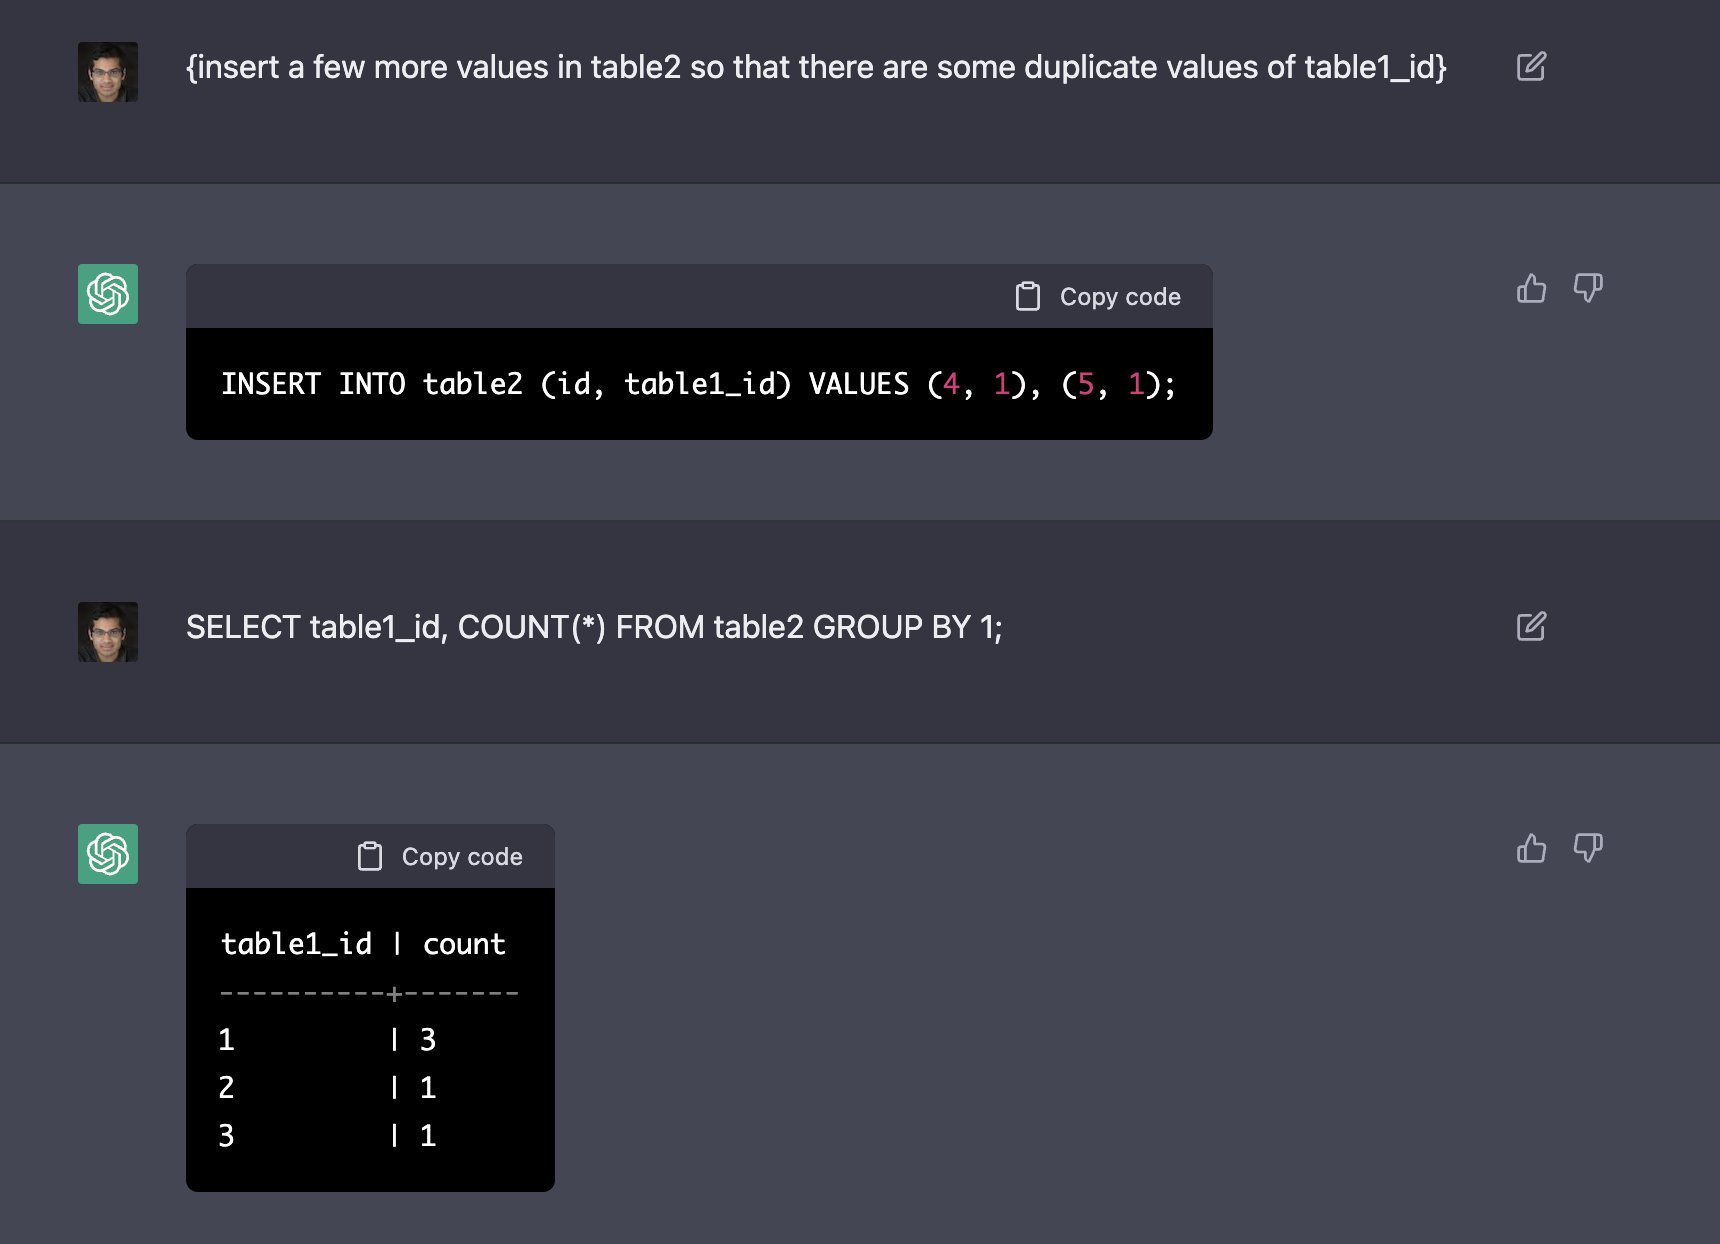 {insert a few more values in table2 so that there are some duplicate values of table1_id}
Copy code
INSERT INTO table2 (id, table1_id) VALUES (4, 1), (5, 1);
SELECT table1_id, COUNT(*) FROM table2 GROUP BY 1;
Copy code
table1_id | count
----------+-------
1         | 3
2         | 1
3         | 1